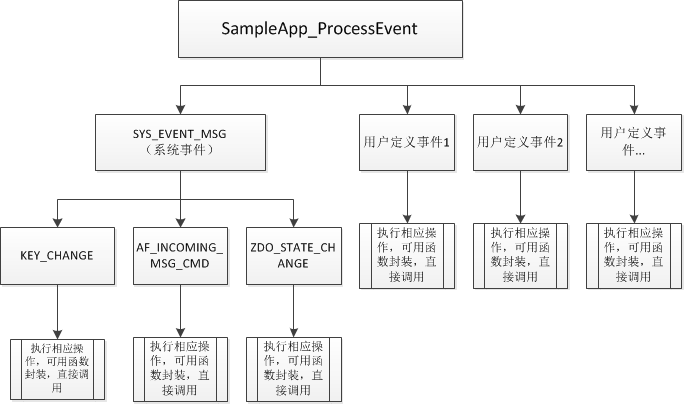 SampleApp_ProcessEvent
SYS_EVENT_MSG
（系统事件）
用户定义事件1
用户定义事件2
用户定义事
件...
KEY_CHANGE
AF_INCOMING_
MSG_CMD
ZDO_STATE_CH
ANGE
执行相应操
作，可用函
数封装，直
接调用
执行相应操
作，可用函
数封装，直
接调用
执行相应操
作，可用函
数封装，直
接调用
执行相应操
作，可用函数
封装，直接调
用
执行相应操
作，可用函
数封装，直
接调用
执行相应操
作，可用函
数封装，直
接调用